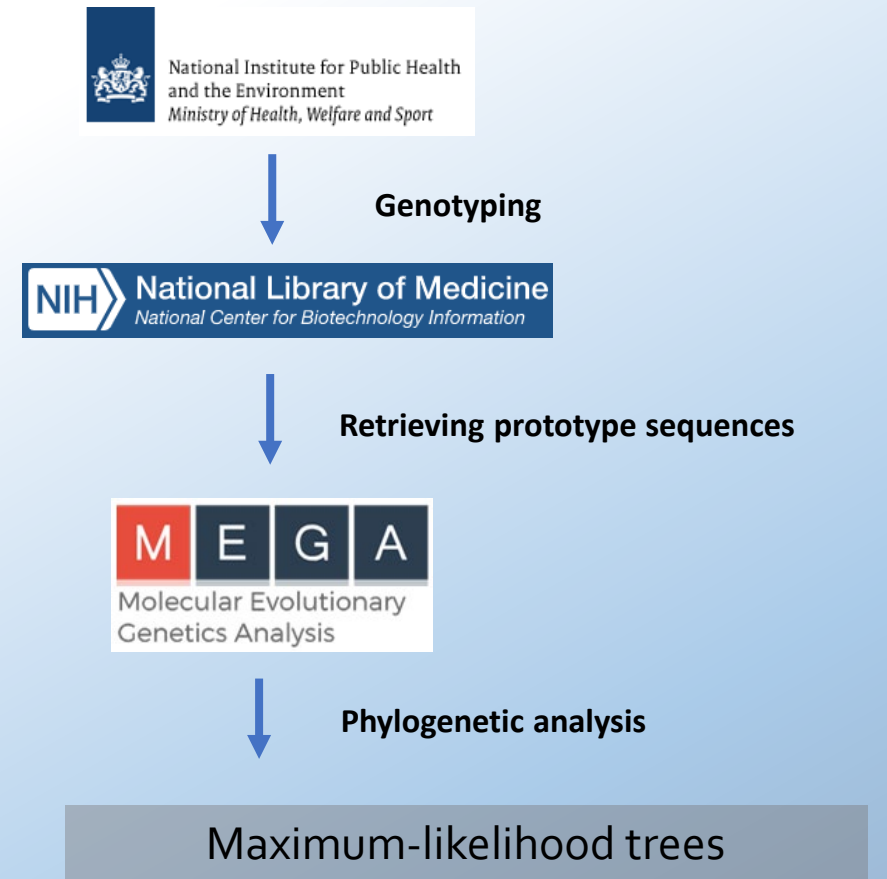 National Institute for Public Health
and the Environment
Ministry of Health, Welfare and Sport
Genotyping
NIH National Library of Medicine
National Center for Biotechnology Information
Retrieving prototype sequences
M E G A
Molecular Evolutionary
Genetics Analysis
Phylogenetic analysis
Maximum-likelihood trees